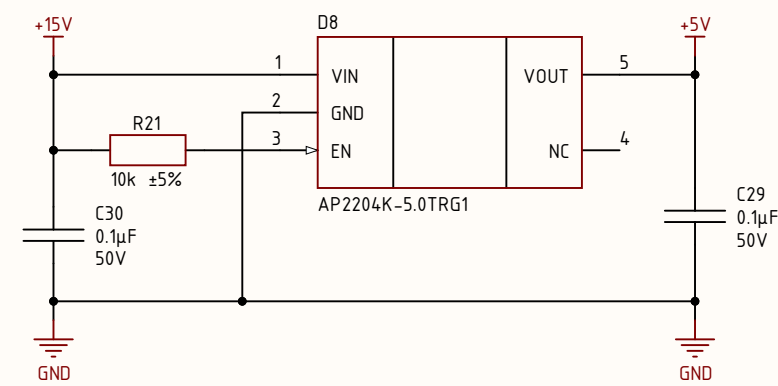 +15V
D8
+5V
1
VIN
VOUT
5
2
GND
R21
3
EN
NC
4
10k ±5%
AP2204K-5.0TRG1
C30
0.1µF
50V
C29
0.1µF
50V
GND
GND